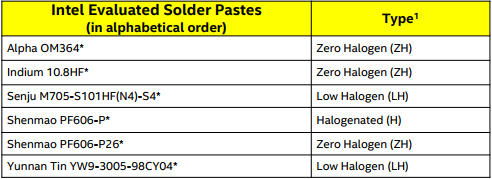 Intel Evaluated Solder Pastes
(in alphabetical order)
Type¹
Alpha OM364*
Zero Halogen (ZH)
Indium 10.8HF*
Zero Halogen (ZH)
Senju M705-S101HF(N4)-S4*
Low Halogen (LH)
Shenmao PF606-P*
Halogenated (H)
Shenmao PF606-P26*
Zero Halogen (ZH)
Yunnan Tin YW9-3005-98CY04*
Low Halogen (LH)